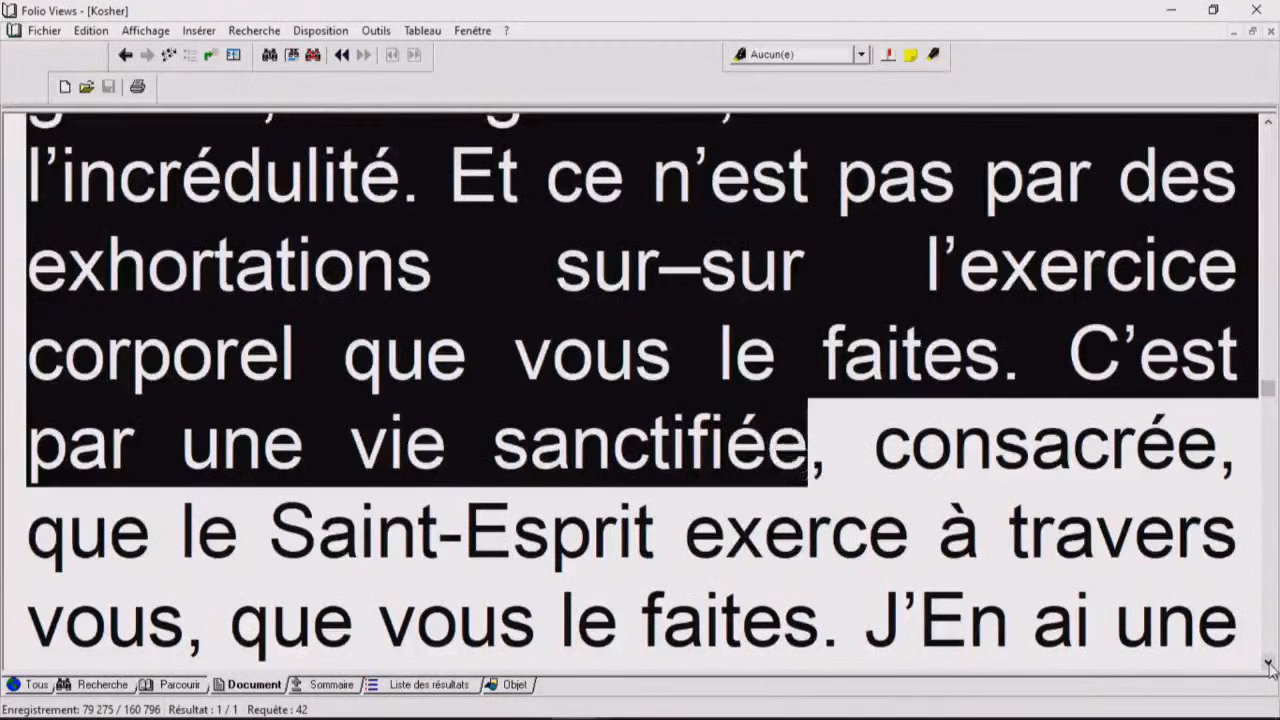 Folio Views - [Kosher]
Fichier Edition Affichage Insérer Recherche Disposition Outils Tableau Fenêtre ?
Aucun(e)
l’incrédulité. Et ce n’est pas par des
exhortations sur–sur l’exercice
corporel que vous le faites. C’est
par une vie sanctifiée, consacrée,
que le Saint-Esprit exerce à travers
vous, que vous le faites. J’En ai une
Tous Recherche Parcourir Document Sommaire Liste des résultats Objet
Enregistrement: 79 275 / 160 796 Résultat : 1 / 1 Requête : 42